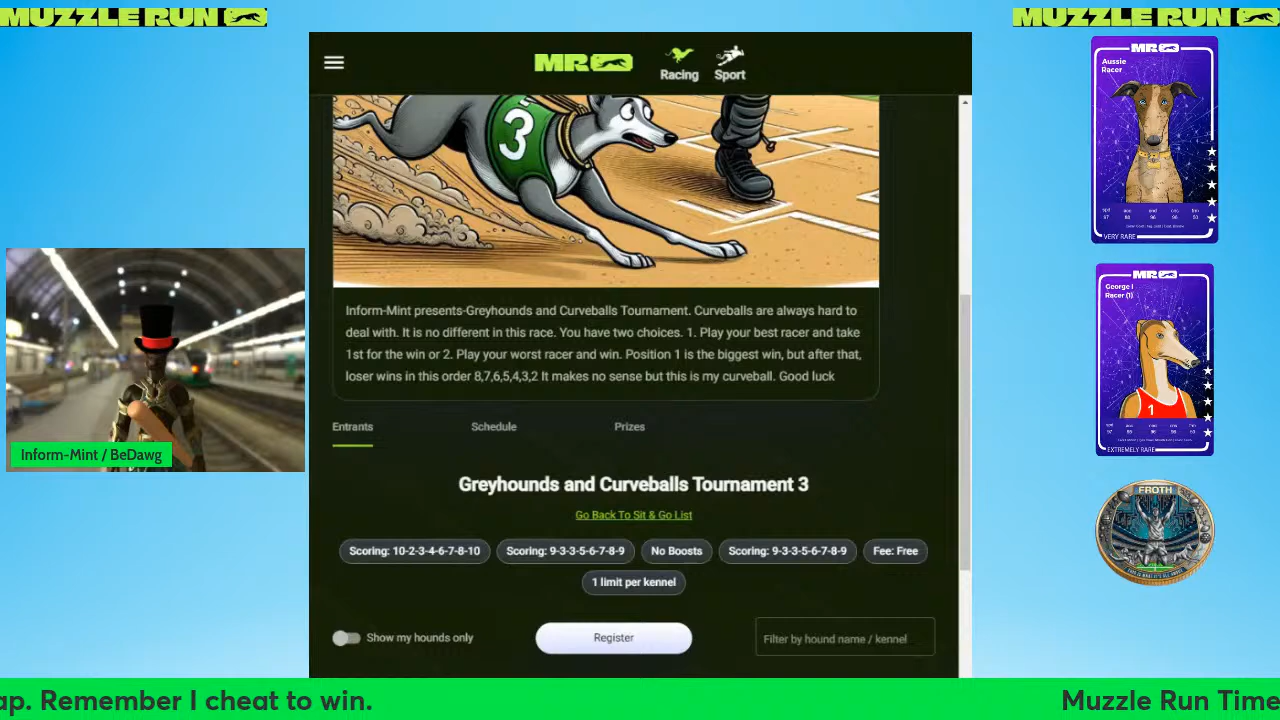 MUZZLE RUN
MUZZLE RUN
MR
Racing
Sport
3
Inform-Mint presents-Greyhounds and Curveballs Tournament. Curveballs are always hard to
deal with. It is no different in this race. You have two choices. 1. Play your best racer and take
1st for the win or 2. Play your worst racer and win. Position 1 is the biggest win, but after that,
loser wins in this order 8,7,6,5,4,3,2 It makes no sense but this is my curveball. Good luck
Entrants
Schedule
Prizes
Greyhounds and Curveballs Tournament 3
Go Back To Sit & Go List
Scoring: 10-2-3-4-6-7-8-10
Scoring: 9-3-3-5-6-7-8-9
No Boosts
Scoring: 9-3-3-5-6-7-8-9
Fee: Free
1 limit per kennel
Show my hounds only
Register
Filter by hound name / kennel
Inform-Mint / BeDawg
MR
Aussie
Racer
VERY RARE
MR
George I
Racer (1)
1
EXTREMELY RARE
FROTH
ap. Remember I cheat to win.
Muzzle Run Time